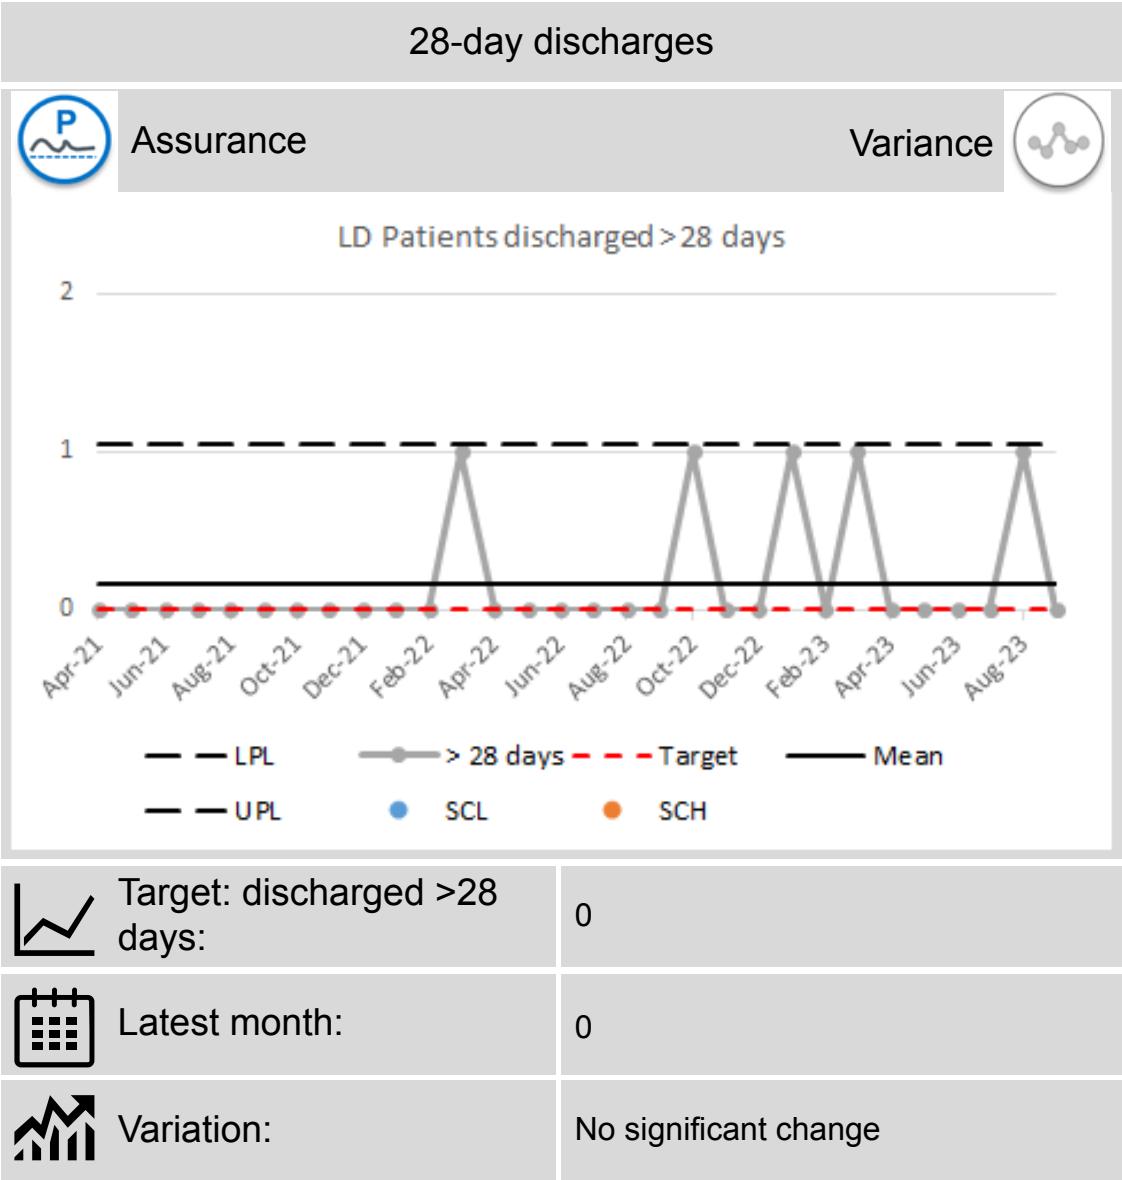 28-day discharges
P
Assurance
Variance
LD Patients discharged > 28 days
2
1
0
Apr-21 Jun-21 Aug-21 Oct-21 Dec-21 Feb-22 Apr-22 Jun-22 Aug-22 Oct-22 Dec-22 Feb-23 Apr-23 Jun-23 Aug-23
LPL > 28 days Target Mean
UPL SCL SCH
Target: discharged >28
days:
0
Latest month:
0
Variation:
No significant change